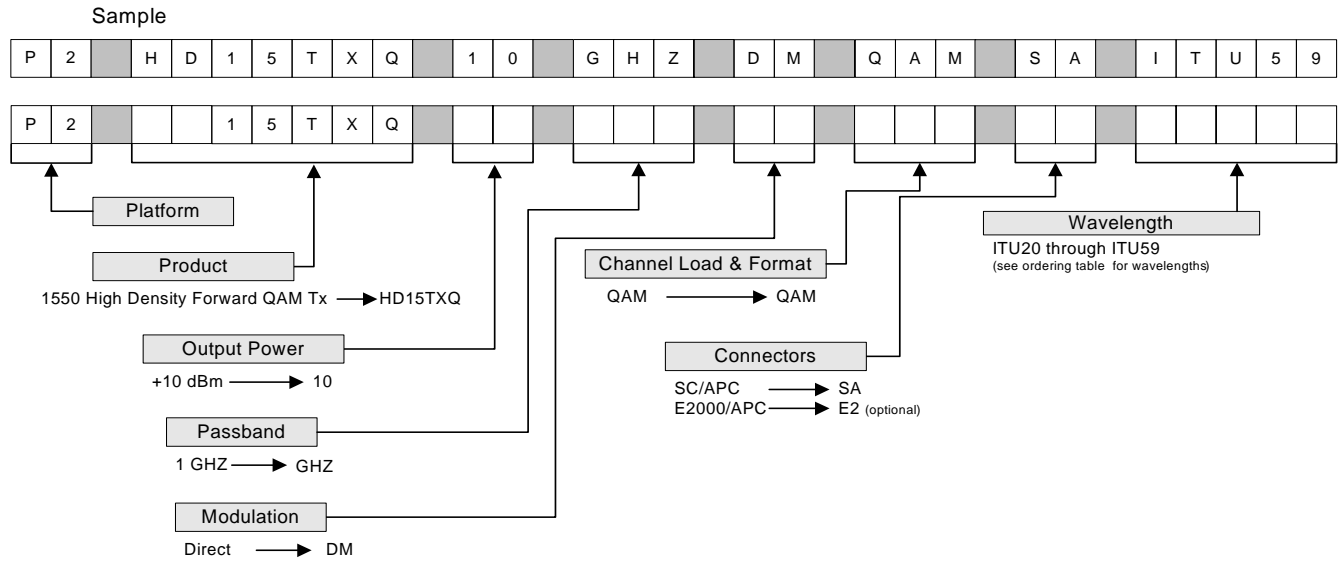 Sample
P 2 H D 1 5 T X Q 1 0 G H Z D M Q A M S A I T U 5 9
P 2 1 5 T X Q
Platform
Product
1550 High Density Forward QAM Tx HD15TXQ
Output Power
+10 dBm 10
Passband
1 GHZ GHZ
Modulation
Direct DM
Channel Load & Format
QAM QAM
Connectors
SC/APC SA
E2000/APC E2 (optional)
Wavelength
ITU20 through ITU59
(see ordering table for wavelengths)